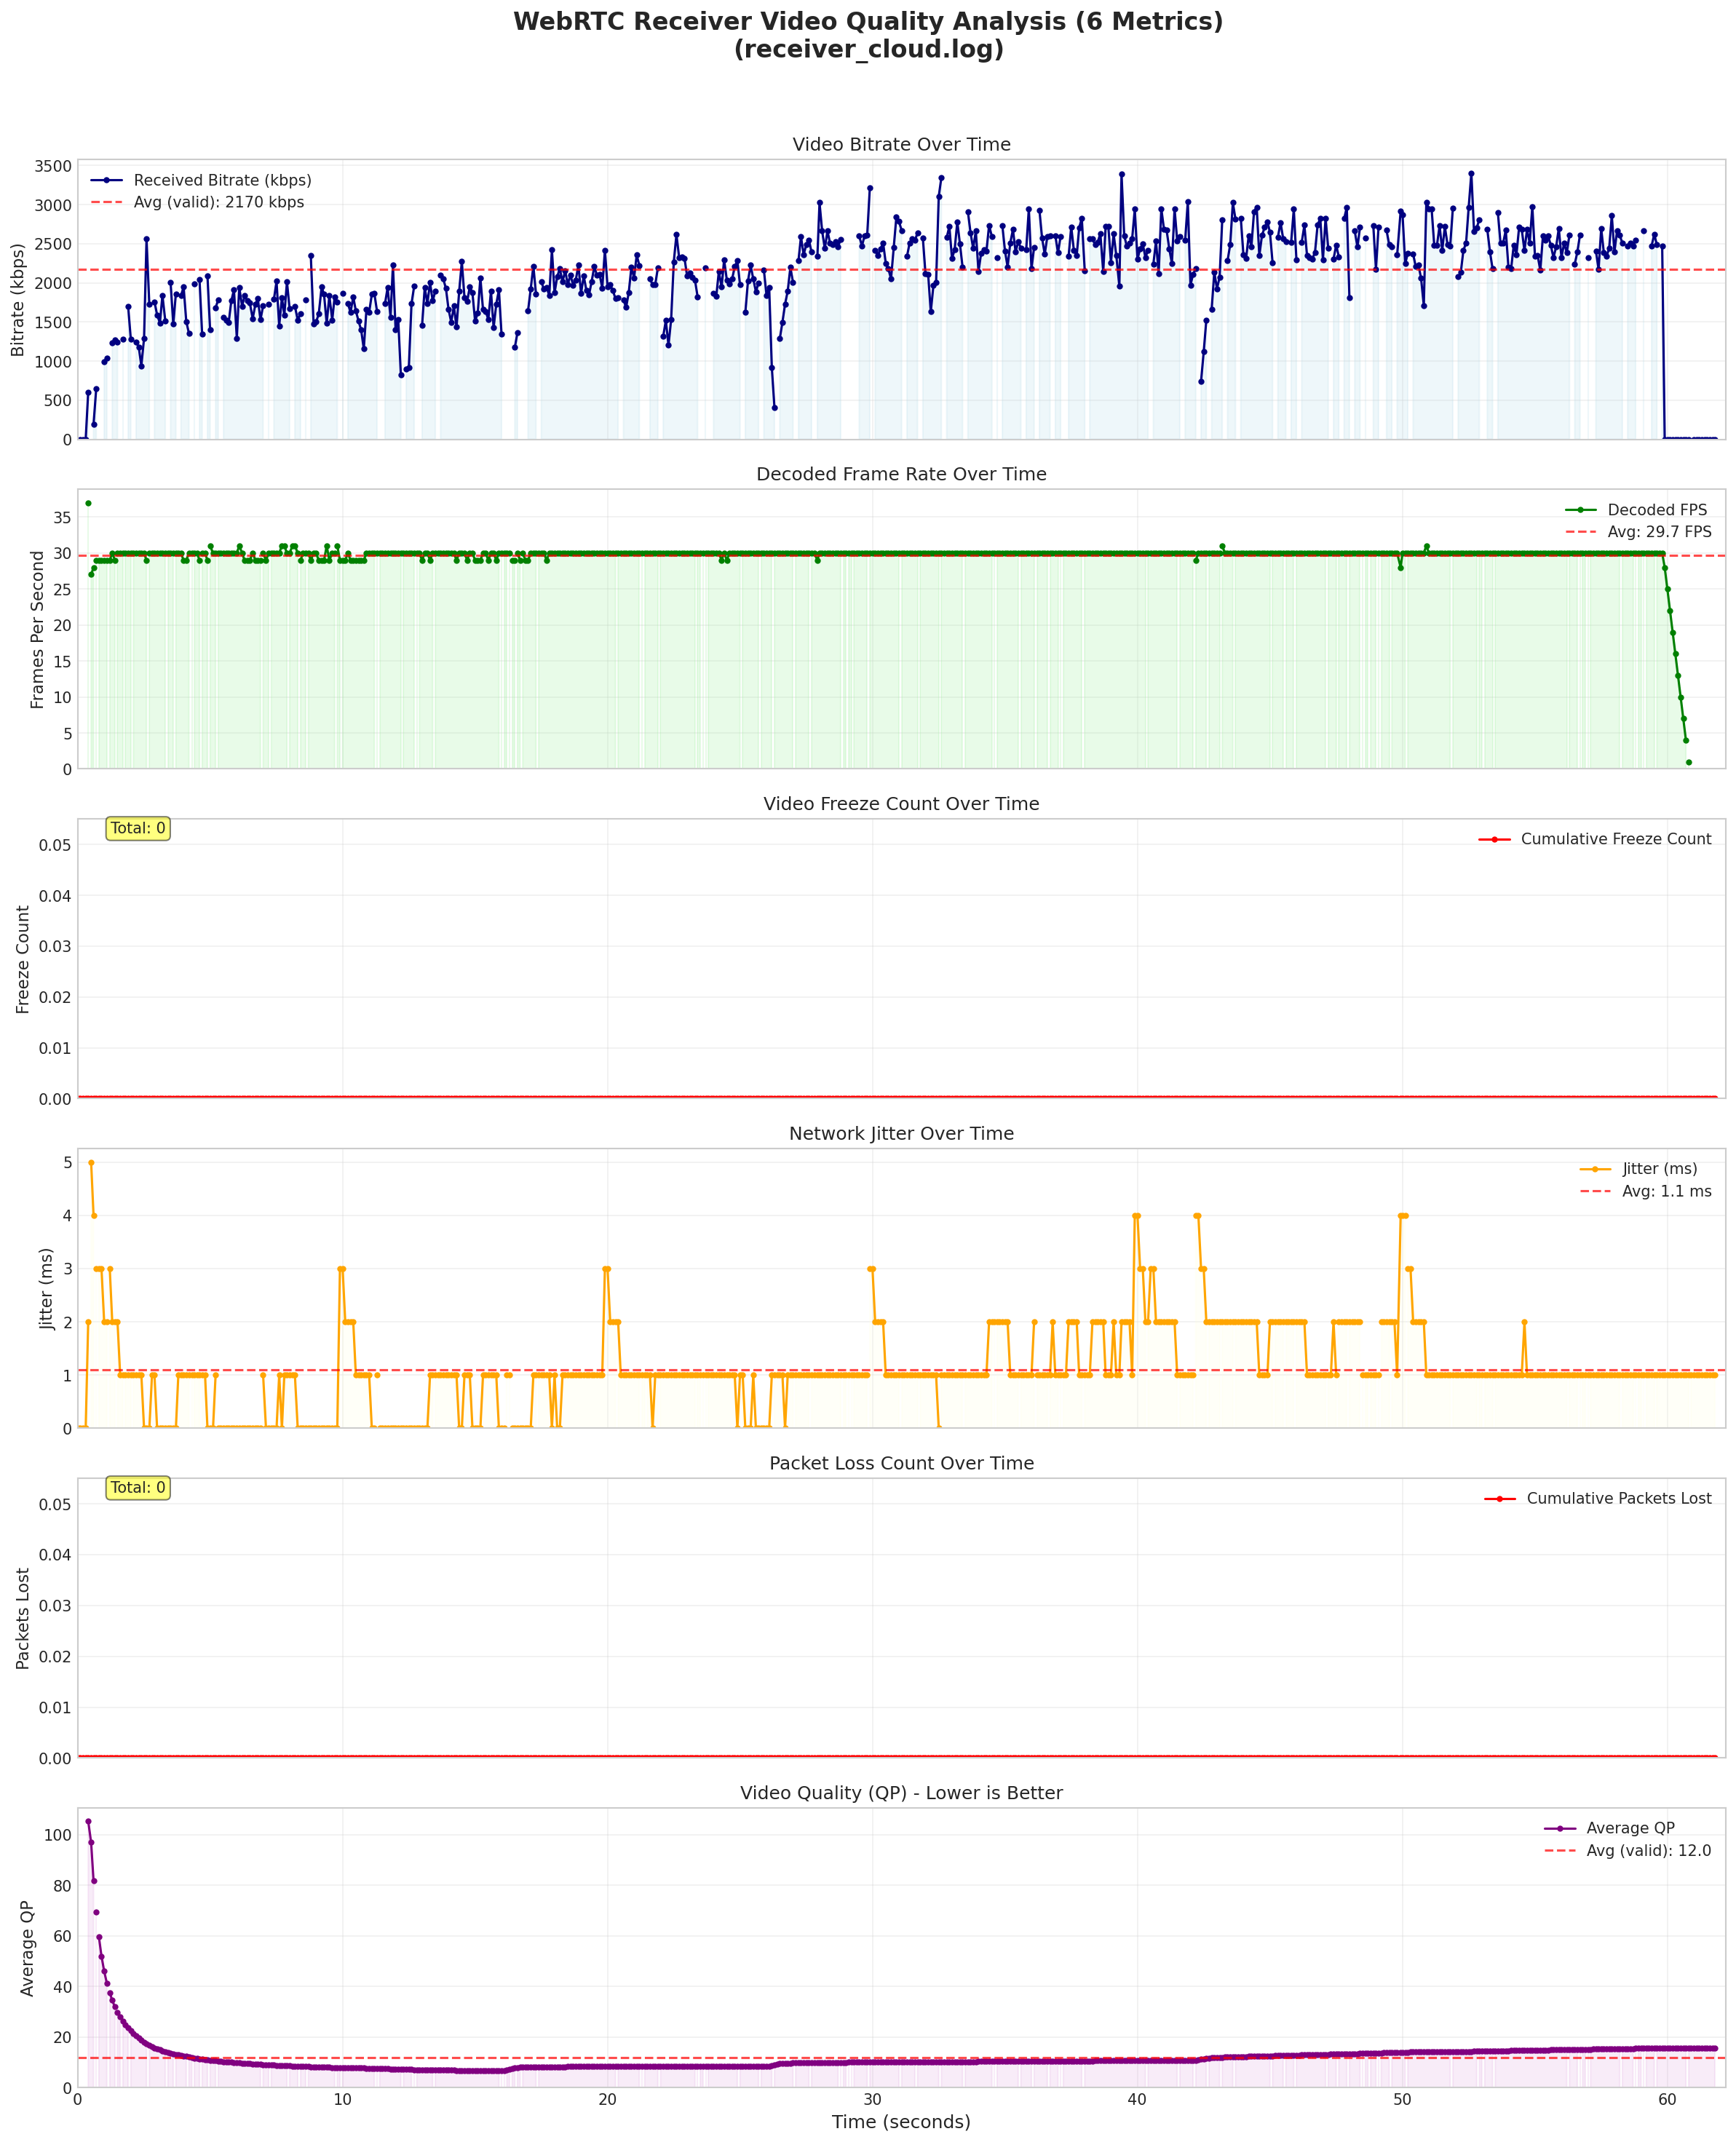 WebRTC Receiver Video Quality Analysis (6 Metrics)
(receiver_cloud.log)
Video Bitrate Over Time
Bitrate (kbps)
3500
3000
2500
2000
1500
1000
500
0
Received Bitrate (kbps)
Avg (valid): 2170 kbps
Decoded Frame Rate Over Time
Frames Per Second
35
30
25
20
15
10
5
0
Decoded FPS
Avg: 29.7 FPS
Video Freeze Count Over Time
Freeze Count
Total: 0
0.05
0.04
0.03
0.02
0.01
0.00
Cumulative Freeze Count
Network Jitter Over Time
Jitter (ms)
5
4
3
2
1
0
Jitter (ms)
Avg: 1.1 ms
Packet Loss Count Over Time
Packets Lost
Total: 0
0.05
0.04
0.03
0.02
0.01
0.00
Cumulative Packets Lost
Video Quality (QP) - Lower is Better
Average QP
100
80
60
40
20
0
Average QP
Avg (valid): 12.0
0 10 20 30 40 50 60
Time (seconds)